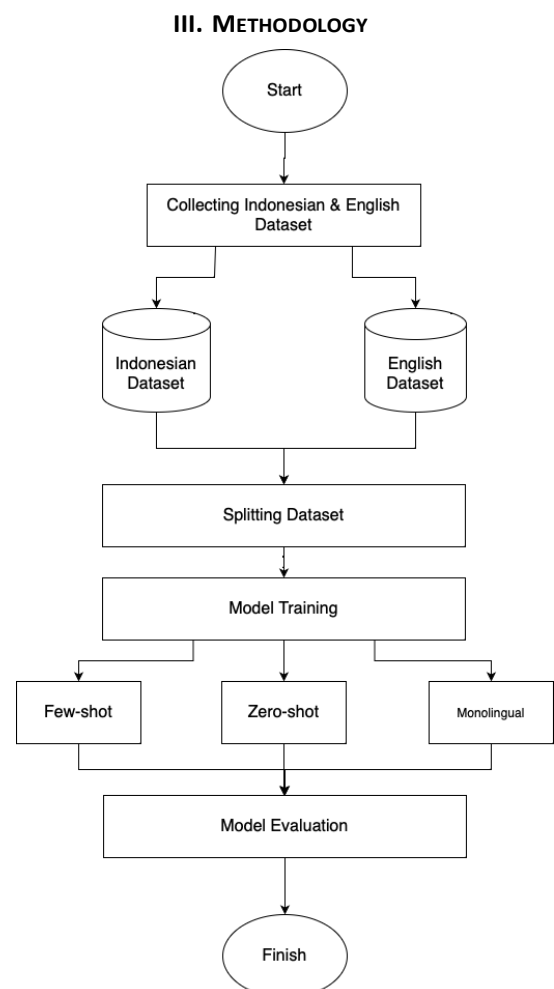 III. METHODOLOGY
Start
Collecting Indonesian & English
Dataset
Indonesian
Dataset
English
Dataset
Splitting Dataset
Model Training
Few-shot
Zero-shot
Monolingual
Model Evaluation
Finish